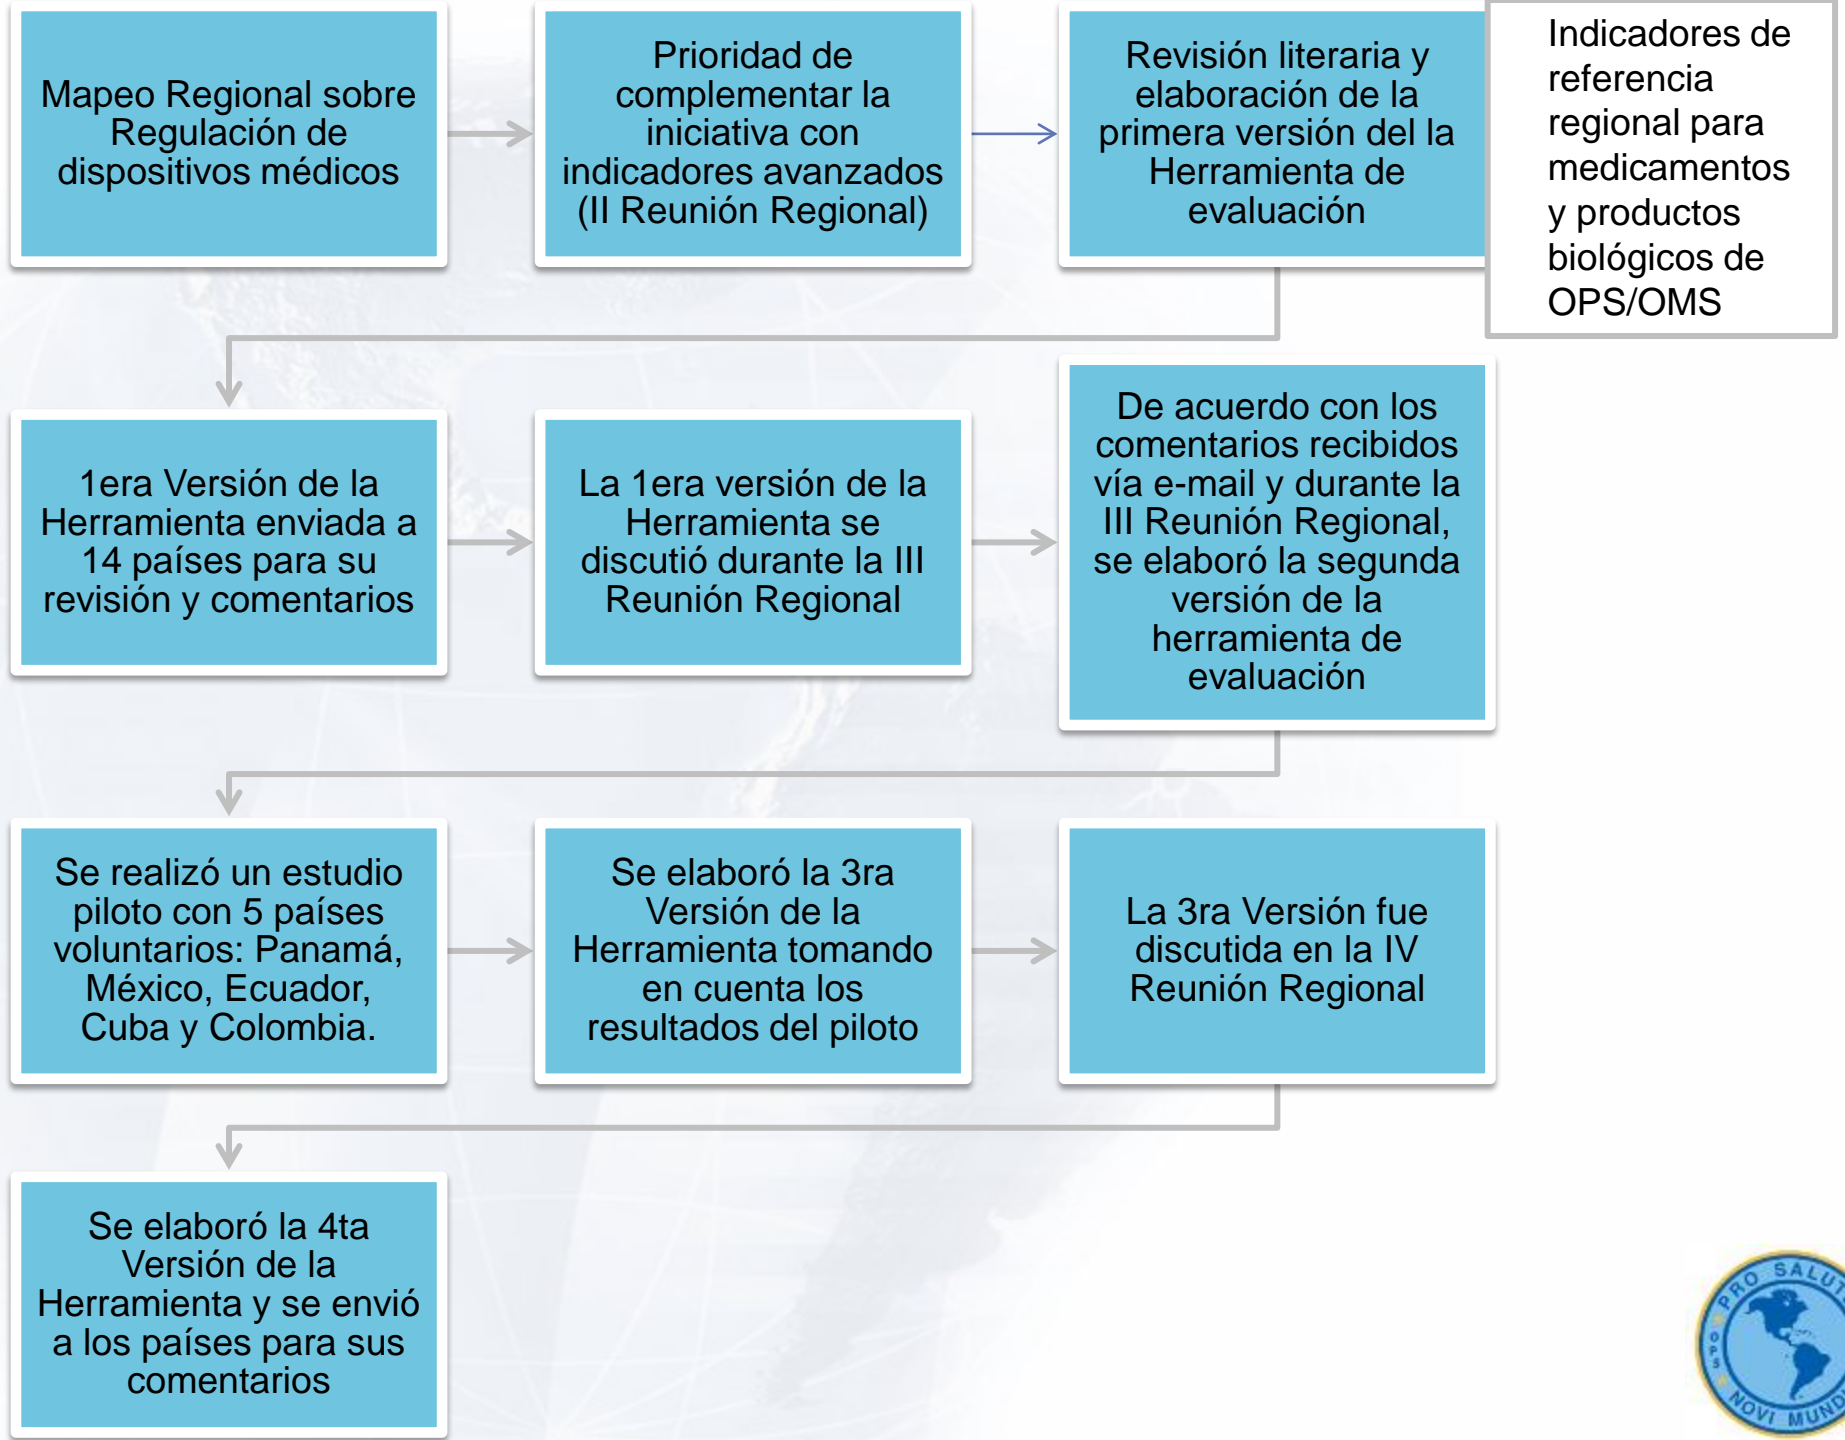 Mapeo Regional sobre
Regulación de
dispositivos médicos
Prioridad de
complementar la
iniciativa con
indicadores avanzados
(II Reunión Regional)
Revisión literaria y
elaboración de la
primera versión del la
Herramienta de
evaluación
Indicadores de
referencia
regional para
medicamentos
y productos
biológicos de
OPS/OMS
1era Versión de la
Herramienta enviada a
14 países para su
revisión y comentarios
La 1era versión de la
Herramienta se
discutió durante la III
Reunión Regional
De acuerdo con los
comentarios recibidos
vía e-mail y durante la
III Reunión Regional,
se elaboró la segunda
versión de la
herramienta de
evaluación
Se realizó un estudio
piloto con 5 países
voluntarios: Panamá,
México, Ecuador,
Cuba y Colombia.
Se elaboró la 3ra
Versión de la
Herramienta tomando
en cuenta los
resultados del piloto
La 3ra Versión fue
discutida en la IV
Reunión Regional
Se elaboró la 4ta
Versión de la
Herramienta y se envió
a los países para sus
comentarios
PRO SALUT
OPS
NOVI MUND